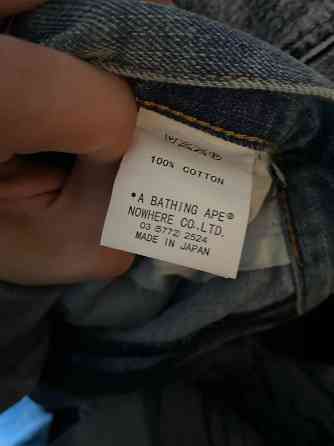 100% COTTON
•A BATHING APE®
NOWHERE CO.,LTD.
03 5772 2524
MADE IN JAPAN